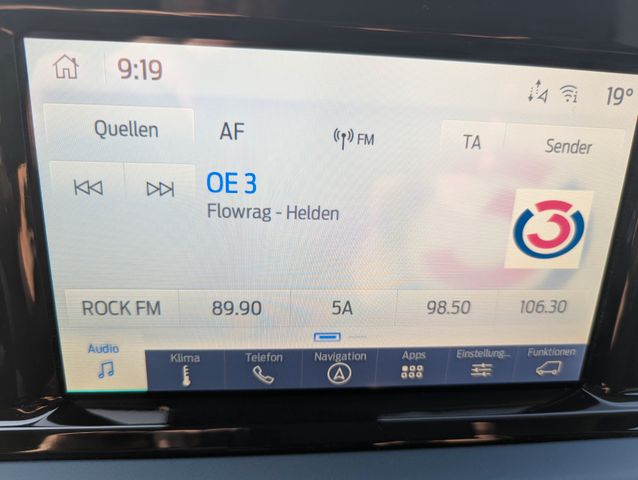 9:19
19°
Quellen AF FM TA Sender
OE 3
Flowrag - Helden
3
ROCK FM 89.90 5A 98.50 106.30
Audio Klima Telefon Navigation Apps Einstellung... Funktionen